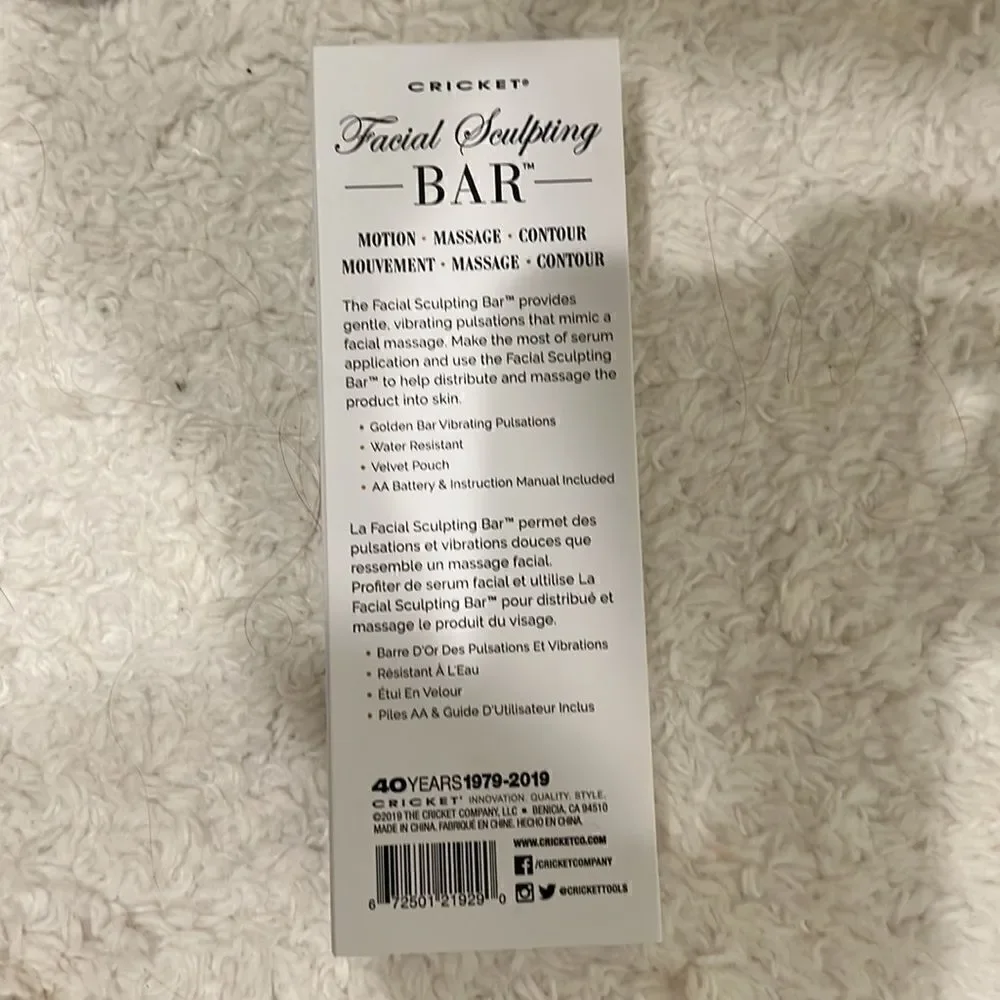 CRICKET®
Facial Sculpting
BAR™
MOTION • MASSAGE • CONTOUR
MOUVEMENT • MASSAGE • CONTOUR
The Facial Sculpting Bar™ provides
gentle, vibrating pulsations that mimic a
facial massage. Make the most of serum
application and use the Facial Sculpting
Bar™ to help distribute and massage the
product into skin.
• Golden Bar Vibrating Pulsations
• Water Resistant
• Velvet Pouch
• AA Battery & Instruction Manual Included
La Facial Sculpting Bar™ permet des
pulsations et vibrations douces que
ressemble un massage facial.
Profiter de serum facial et ultilise La
Facial Sculpting Bar™ pour distribué et
massage le produit du visage.
• Barre D'Or Des Pulsations Et Vibrations
• Résistant À L'Eau
• Étui En Velour
• Piles AA & Guide D'Utilisateur Inclus
40YEARS1979-2019
CRICKET® INNOVATION. QUALITY. STYLE.
©2019 THE CRICKET COMPANY, LLC • BENICIA, CA 94510
MADE IN CHINA. FABRIQUÉ EN CHINE. HECHO EN CHINA.
WWW.CRICKETCO.COM
/CRICKETCOMPANY
@CRICKETTOOLS
6 72501 21929 0